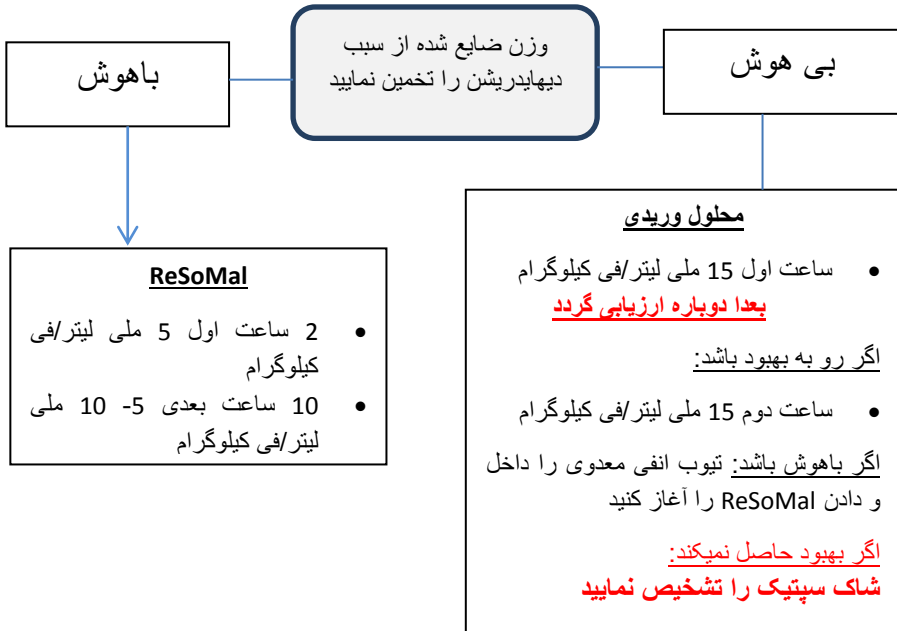 وزن ضایع شده از سبب
دیهایدریشن را تخمین نمایید
بی هوش
باهوش
محلول وریدی
• ساعت اول 15 ملی لیتر/فی کیلوگرام
بعدا دوباره ارزیابی گردد
اگر رو به بهبود باشد:
• ساعت دوم 15 ملی لیتر/فی کیلوگرام
اگر باهوش باشد: تیوب انفی معدوی را داخل
و دادن ReSoMal را آغاز کنید
اگر بهبود حاصل نمیکند:
شاک سپتیک را تشخیص نمایید
ReSoMal
• 2 ساعت اول 5 ملی لیتر/فی
کیلوگرام
• 10 ساعت بعدی 5- 10 ملی
لیتر/فی کیلوگرام